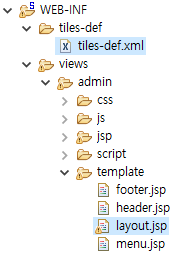 WEB-INF
tiles-def
tiles-def.xml
views
admin
css
js
jsp
script
template
footer.jsp
header.jsp
layout.jsp
menu.jsp